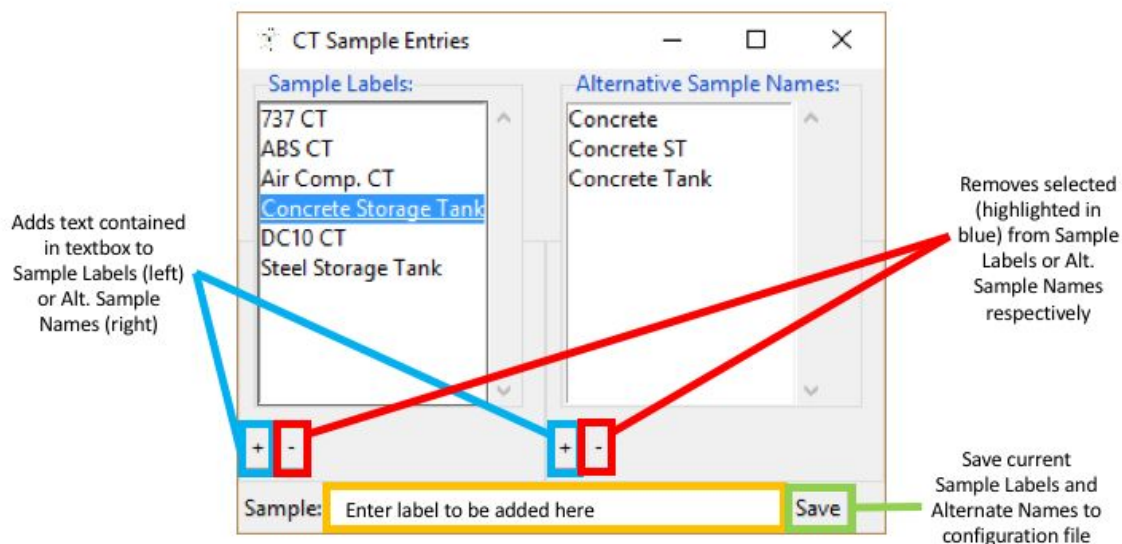 CT Sample Entries
Sample Labels:
737 CT
ABS CT
Air Comp. CT
Concrete Storage Tank
DC10 CT
Steel Storage Tank
Alternative Sample Names:
Concrete
Concrete ST
Concrete Tank
+ -
+ -
Sample: Enter label to be added here Save
Adds text contained
in textbox to
Sample Labels (left)
or Alt. Sample
Names (right)
Removes selected
(highlighted in
blue) from Sample
Labels or Alt.
Sample Names
respectively
Save current
Sample Labels and
Alternate Names to
configuration file